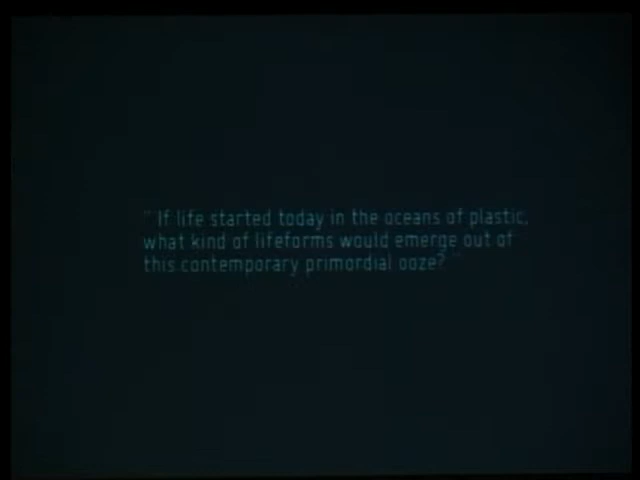 " If life started today in the oceans of plastic,
what kind of lifeforms would emerge out of
this contemporary primordial ooze? "